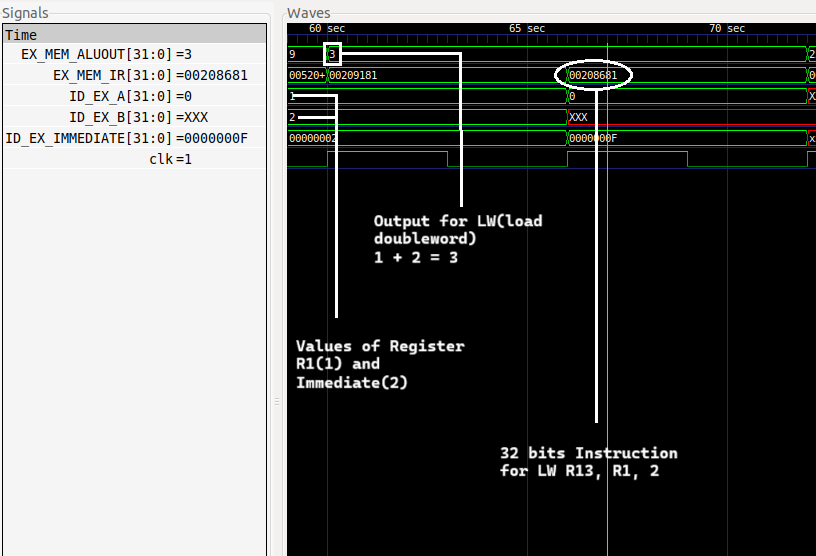 Signals
Waves
Time
60 sec 65 sec 70 sec
EX_MEM_ALUOUT[31:0] =3
9 3 2
EX_MEM_IR[31:0] =00208681
00520+ 00209181 00208681
ID_EX_A[31:0] =0
1 0 X
ID_EX_B[31:0] =XXX
2 XXX
ID_EX_IMMEDIATE[31:0] =0000000F
00000002 0000000F x
clk =1
Output for LW(load
doubleword)
1 + 2 = 3
Values of Register
R1(1) and
Immediate(2)
32 bits Instruction
for LW R13, R1, 2